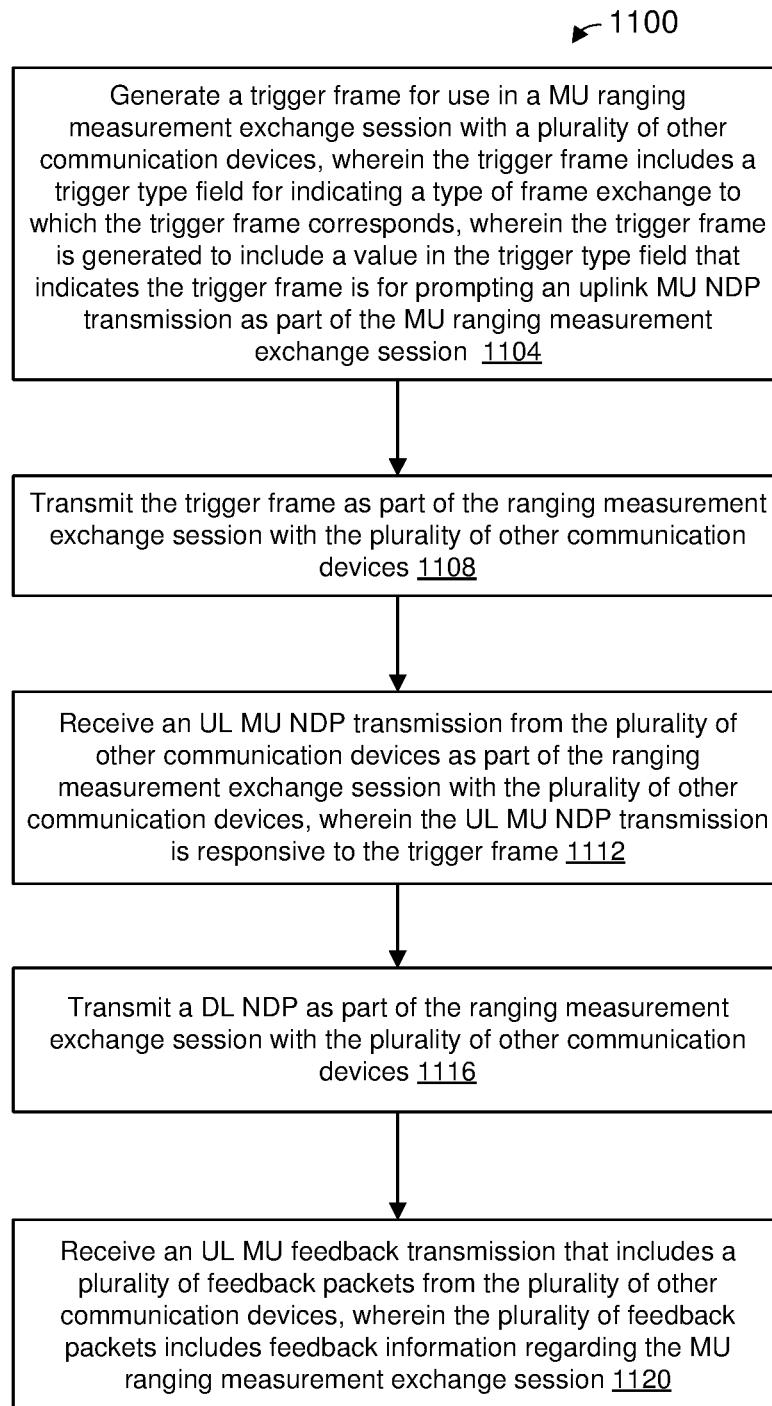 1100
Generate a trigger frame for use in a MU ranging
measurement exchange session with a plurality of other
communication devices, wherein the trigger frame includes a
trigger type field for indicating a type of frame exchange to
which the trigger frame corresponds, wherein the trigger frame
is generated to include a value in the trigger type field that
indicates the trigger frame is for prompting an uplink MU NDP
transmission as part of the MU ranging measurement
exchange session 1104
Transmit the trigger frame as part of the ranging measurement
exchange session with the plurality of other communication
devices 1108
Receive an UL MU NDP transmission from the plurality of
other communication devices as part of the ranging
measurement exchange session with the plurality of other
communication devices, wherein the UL MU NDP transmission
is responsive to the trigger frame 1112
Transmit a DL NDP as part of the ranging measurement
exchange session with the plurality of other communication
devices 1116
Receive an UL MU feedback transmission that includes a
plurality of feedback packets from the plurality of other
communication devices, wherein the plurality of feedback
packets includes feedback information regarding the MU
ranging measurement exchange session 1120